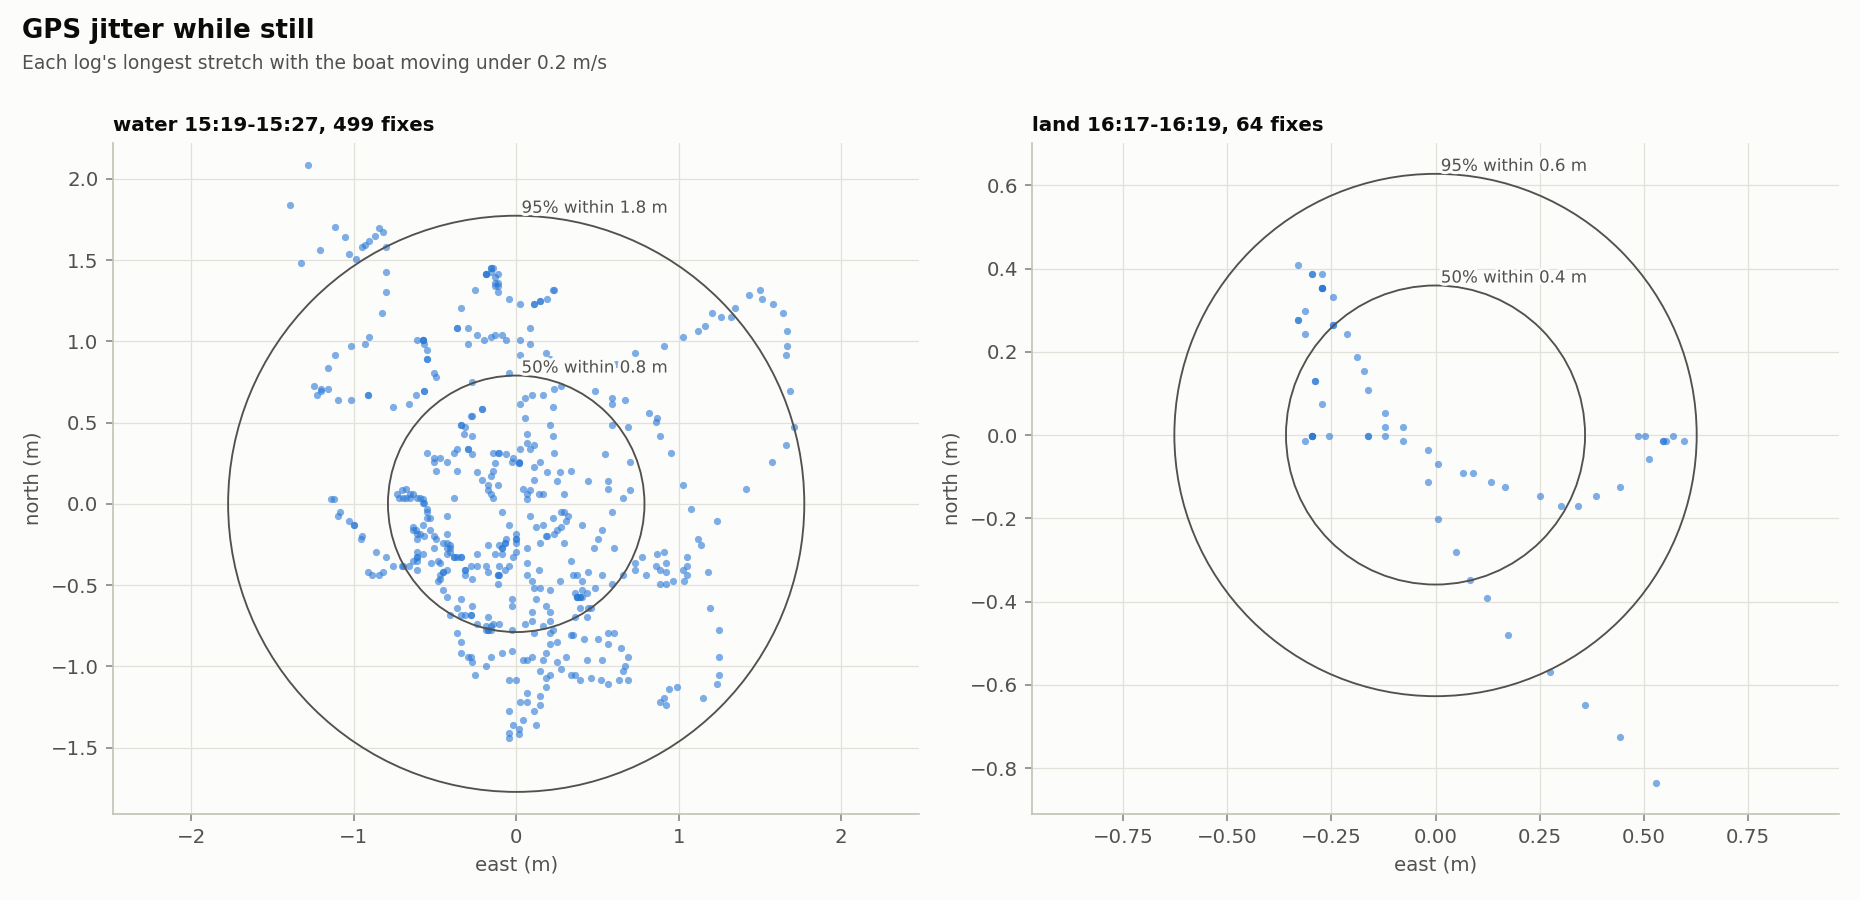 GPS jitter while still
Each log's longest stretch with the boat moving under 0.2 m/s
water 15:19-15:27, 499 fixes
95% within 1.8 m
50% within 0.8 m
2.0
1.5
1.0
0.5
0.0
−0.5
−1.0
−1.5
north (m)
−2
−1
0
1
2
east (m)
land 16:17-16:19, 64 fixes
95% within 0.6 m
50% within 0.4 m
0.6
0.4
0.2
0.0
−0.2
−0.4
−0.6
−0.8
north (m)
−0.75
−0.50
−0.25
0.00
0.25
0.50
0.75
east (m)